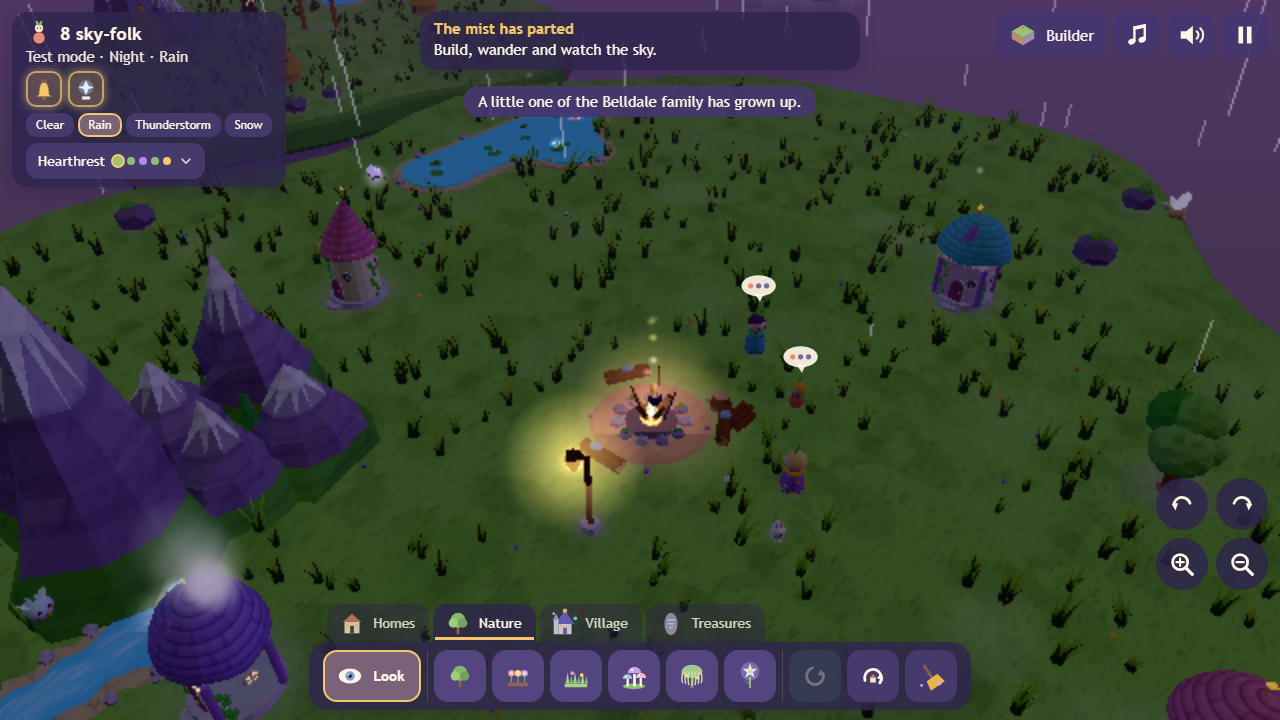 8 sky-folk
Test mode · Night · Rain
Clear
Rain
Thunderstorm
Snow
Hearthrest
The mist has parted
Build, wander and watch the sky.
A little one of the Belldale family has grown up.
Builder
Homes
Nature
Village
Treasures
Look